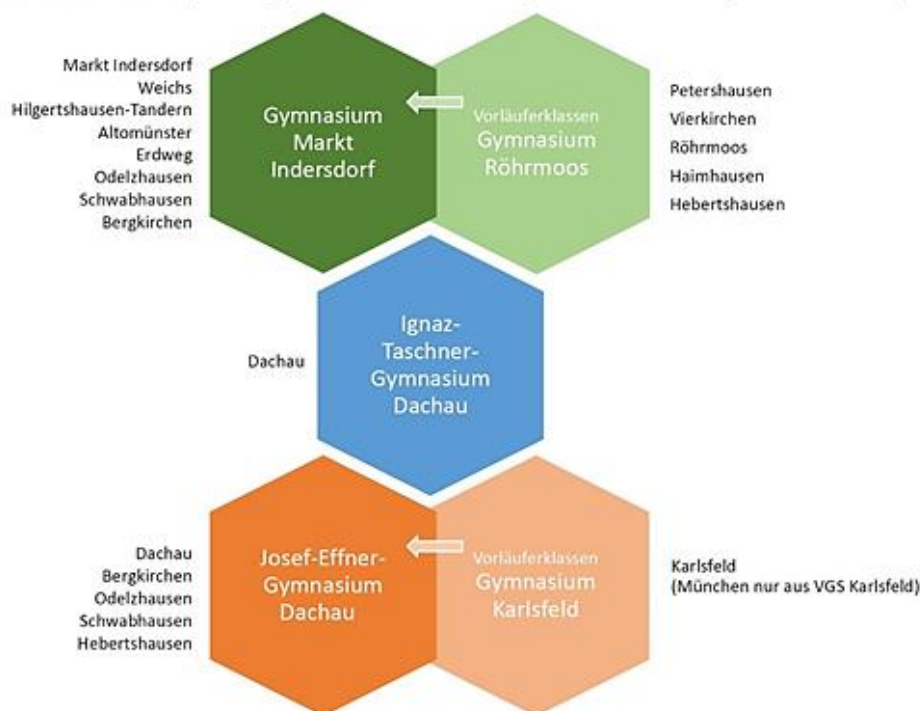 Markt Indersdorf
Weichs
Hilgertshausen-Tandern
Altomünster
Erdweg
Odelzhausen
Schwabhausen
Bergkirchen
Gymnasium
Markt
Indersdorf
Vorläuferklassen
Gymnasium
Röhrmoos
Petershausen
Vierkirchen
Röhrmoos
Haimhausen
Hebertshausen
Dachau
Ignaz-
Taschner-
Gymnasium
Dachau
Dachau
Bergkirchen
Odelzhausen
Schwabhausen
Hebertshausen
Josef-Effner-
Gymnasium
Dachau
Vorläuferklassen
Gymnasium
Karlsfeld
Karlsfeld
(München nur aus VGS Karlsfeld)